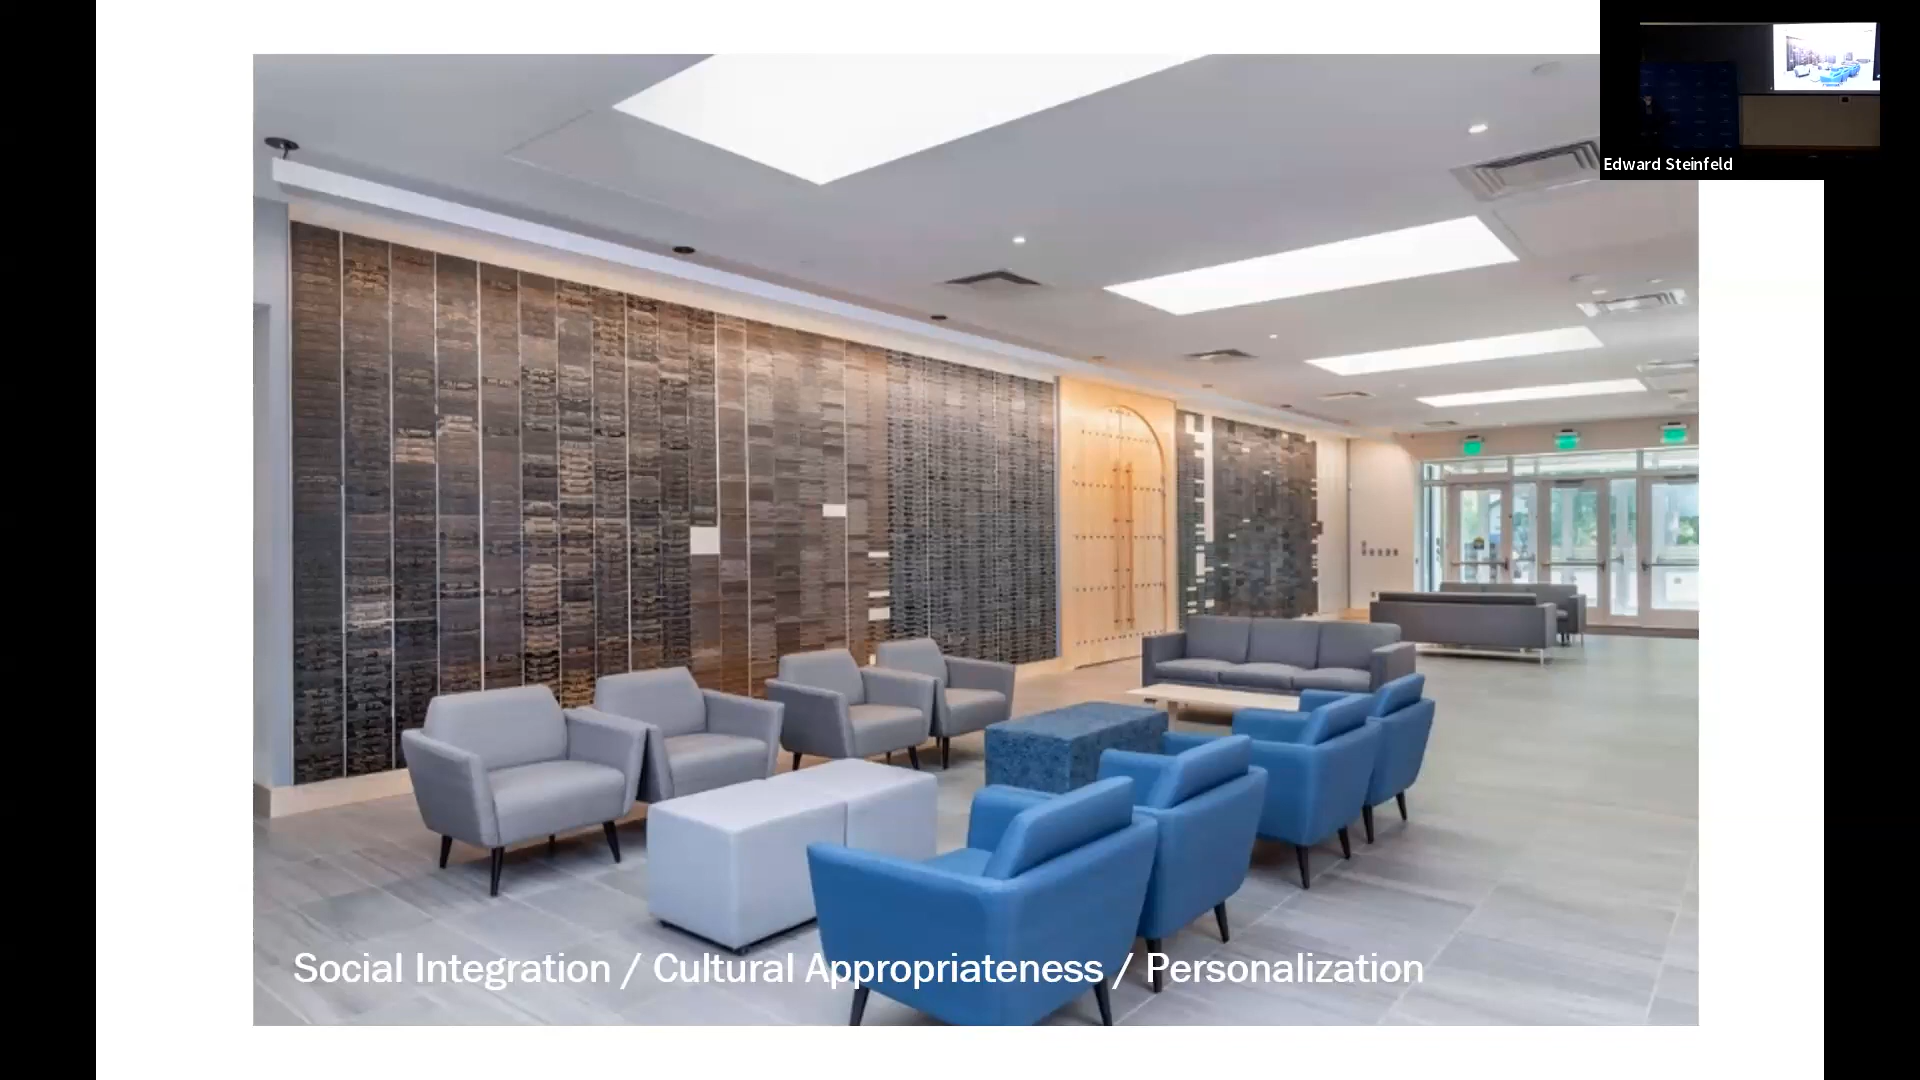 Edward Steinfeld
Social Integration / Cultural Appropriateness / Personalization